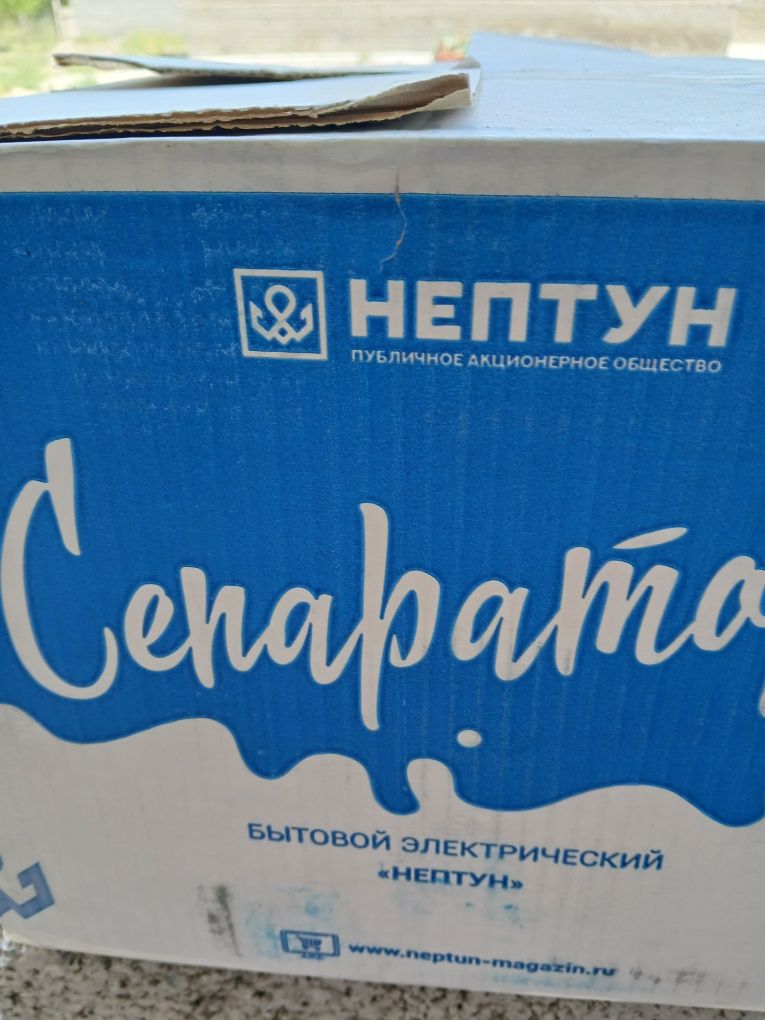 НЕПТУН
ПУБЛИЧНОЕ АКЦИОНЕРНОЕ ОБЩЕСТВО
Сепарато
БЫТОВОЙ ЭЛЕКТРИЧЕСКИЙ
«НЕПТУН»
www.neptun-magazin.ru